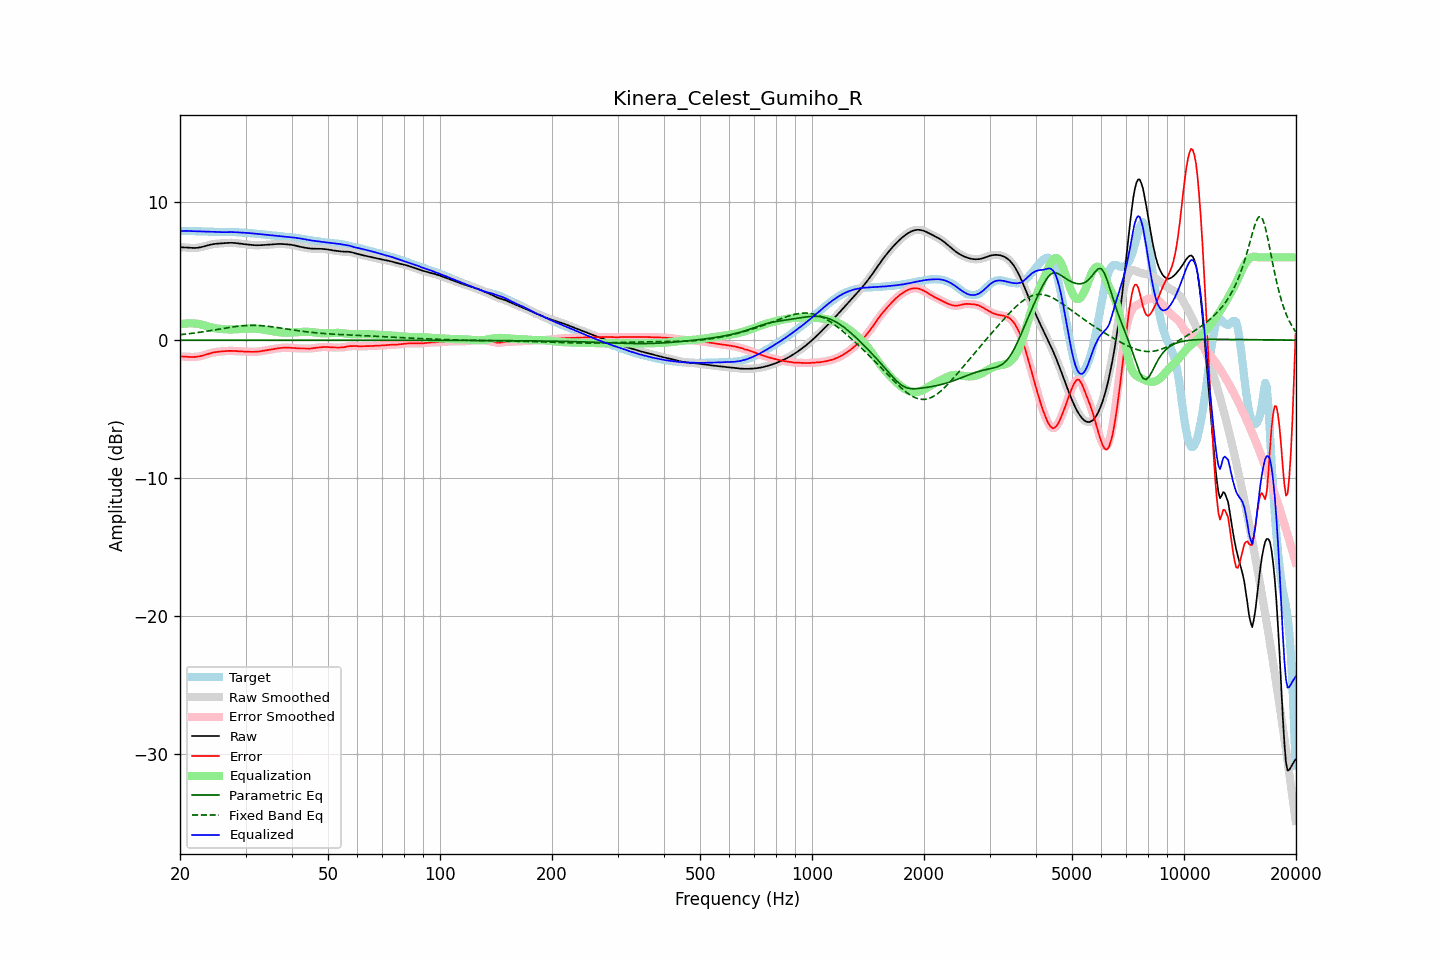 Kinera_Celest_Gumiho_R
10
0
−10
−20
−30
Amplitude (dBr)
Target
Raw Smoothed
Error Smoothed
Raw
Error
Equalization
Parametric Eq
Fixed Band Eq
Equalized
20 50 100 200 500 1000 2000 5000 10000 20000
Frequency (Hz)